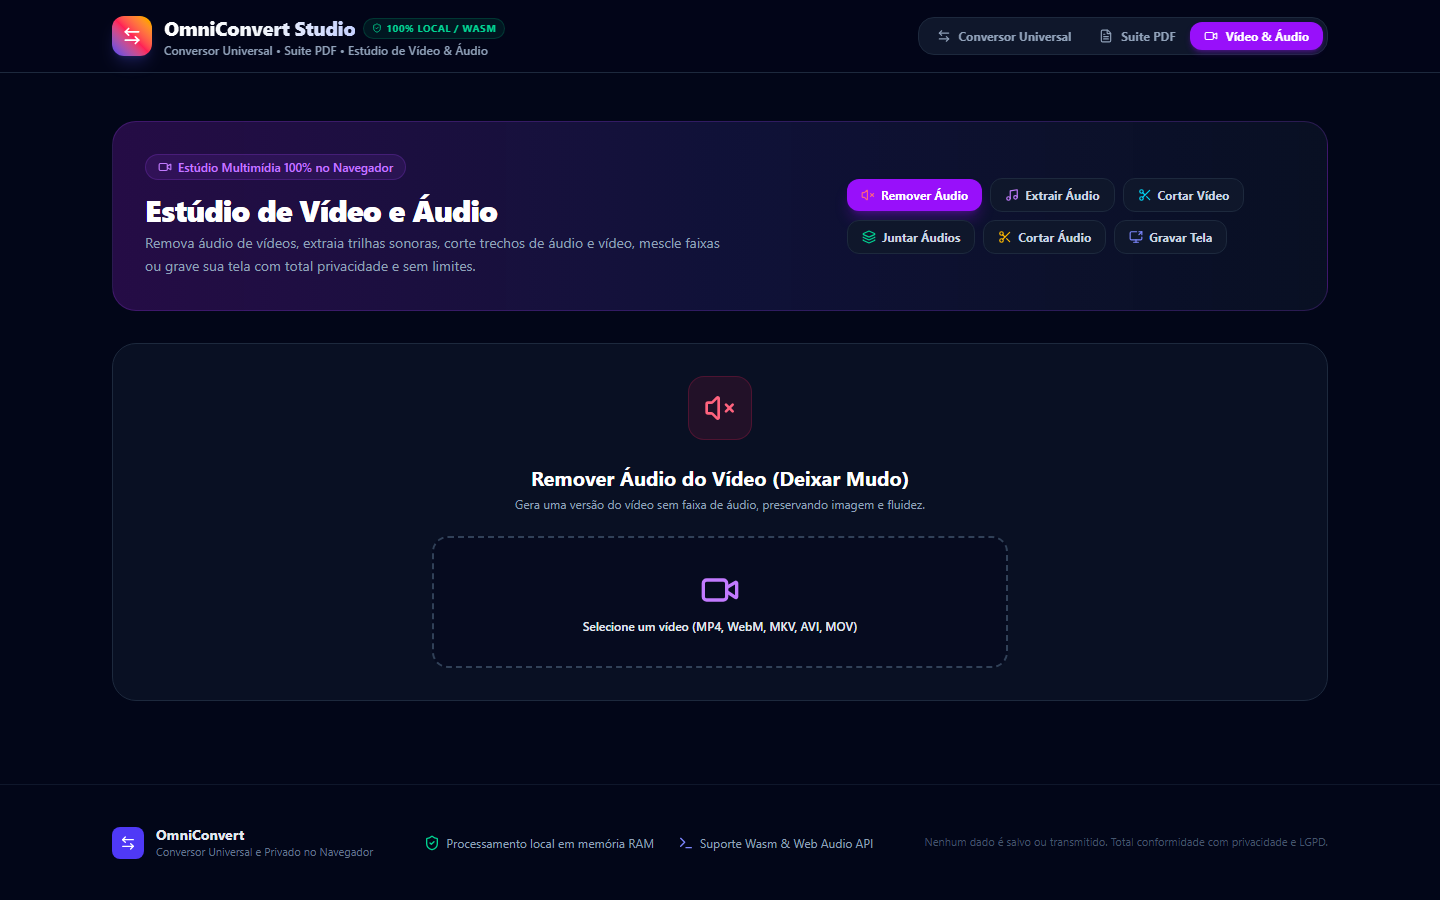 OmniConvert Studio
100% LOCAL / WASM
Conversor Universal • Suite PDF • Estúdio de Vídeo & Áudio
Conversor Universal
Suite PDF
Vídeo & Áudio
Estúdio Multimídia 100% no Navegador
Estúdio de Vídeo e Áudio
Remova áudio de vídeos, extraia trilhas sonoras, corte trechos de áudio e vídeo, mescle faixas
ou grave sua tela com total privacidade e sem limites.
Remover Áudio
Extrair Áudio
Cortar Vídeo
Juntar Áudios
Cortar Áudio
Gravar Tela
Remover Áudio do Vídeo (Deixar Mudo)
Gera uma versão do vídeo sem faixa de áudio, preservando imagem e fluidez.
Selecione um vídeo (MP4, WebM, MKV, AVI, MOV)
OmniConvert
Conversor Universal e Privado no Navegador
Processamento local em memória RAM
Suporte Wasm & Web Audio API
Nenhum dado é salvo ou transmitido. Total conformidade com privacidade e LGPD.